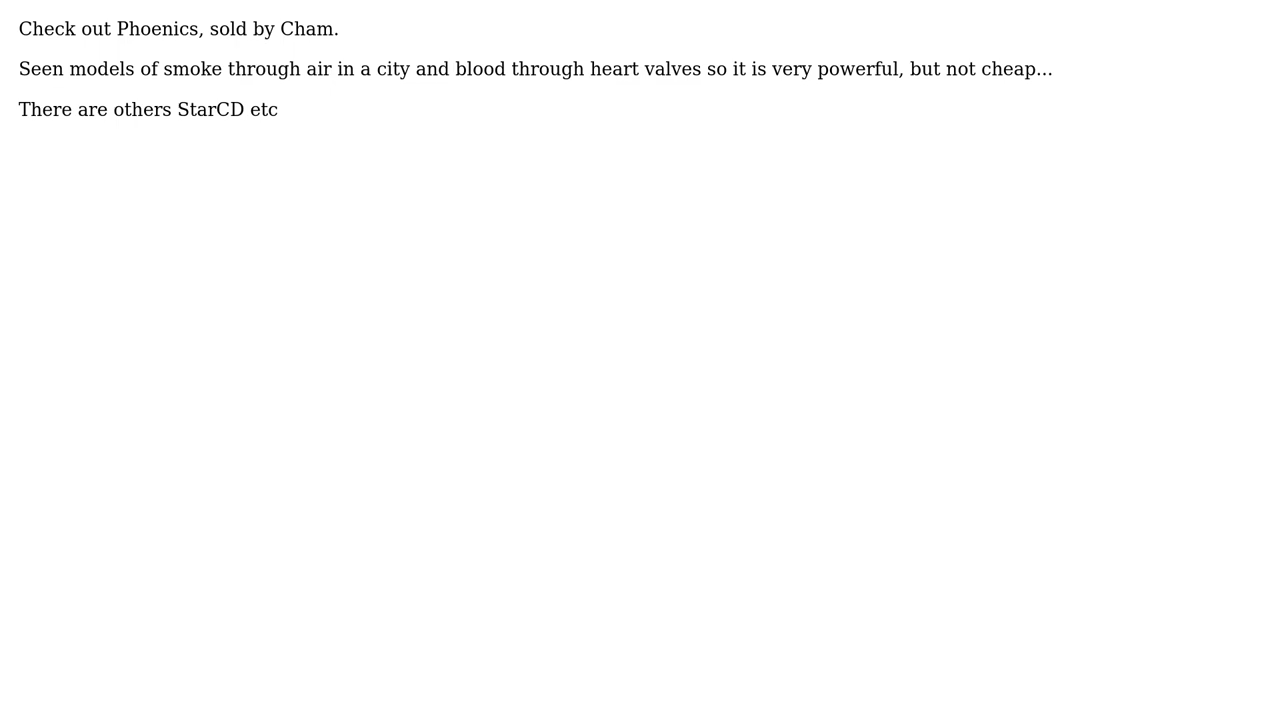 Check out Phoenics, sold by Cham.
Seen models of smoke through air in a city and blood through heart valves so it is very powerful, but not cheap...
There are others StarCD etc